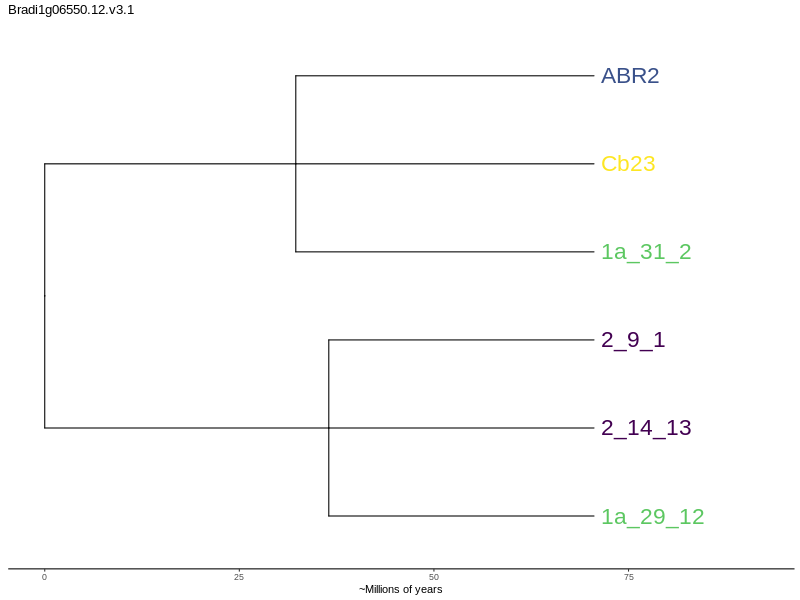 Bradi1g06550.12.v3.1
ABR2
Cb23
1a_31_2
2_9_1
2_14_13
1a_29_12
0 25 50 75
~Millions of years